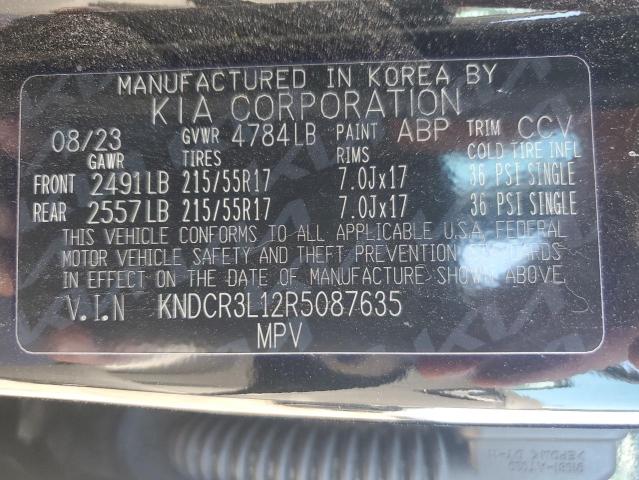 MANUFACTURED IN KOREA BY
KIA CORPORATION
08/23 GVWR 4784LB PAINT ABP TRIM CCV
GAWR TIRES RIMS COLD TIRE INFL
FRONT 2491LB 215/55R17 7.0Jx17 36 PSI SINGLE
REAR 2557LB 215/55R17 7.0Jx17 36 PSI SINGLE
THIS VEHICLE CONFORMS TO ALL APPLICABLE U.S.A. FEDERAL
MOTOR VEHICLE SAFETY AND THEFT PREVENTION STANDARDS
IN EFFECT ON THE DATE OF MANUFACTURE SHOWN ABOVE.
V.I.N KNDCR3L12R5087635
MPV